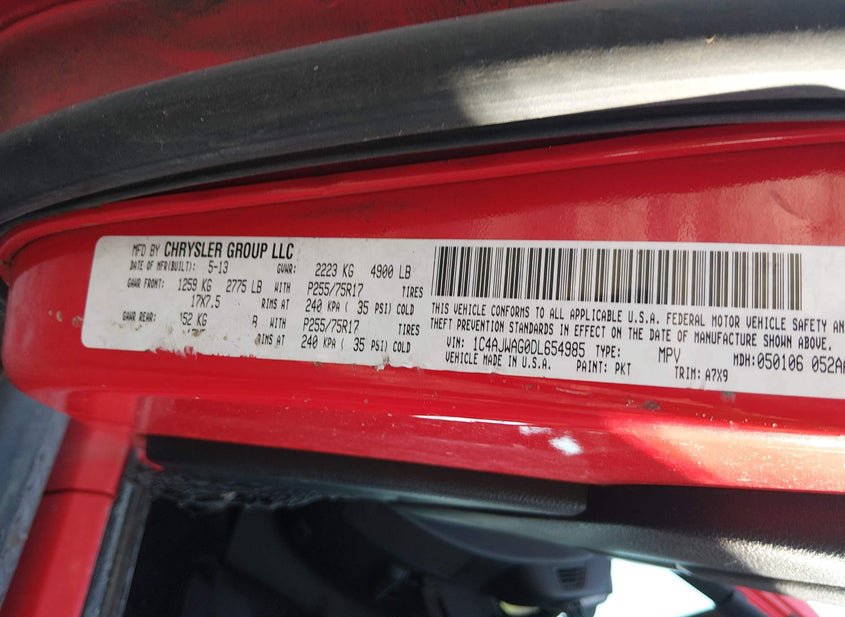 MFD BY CHRYSLER GROUP LLC
DATE OF MFR(BUILT): 5-13 GVWR: 2223 KG 4900 LB
GAWR FRONT: 1259 KG 2775 LB WITH P255/75R17 TIRES
17X7.5 RIMS AT 240 KPA ( 35 PSI) COLD
GAWR REAR: 152 KG B WITH P255/75R17 TIRES
RIMS AT 240 KPA ( 35 PSI) COLD
THIS VEHICLE CONFORMS TO ALL APPLICABLE U.S.A. FEDERAL MOTOR VEHICLE SAFETY AN
THEFT PREVENTION STANDARDS IN EFFECT ON THE DATE OF MANUFACTURE SHOWN ABOVE.
VIN: 1C4AJWAG0DL654985 TYPE: MPV MDH:050106 052AA
VEHICLE MADE IN U.S.A. PAINT: PKT TRIM: A7X9